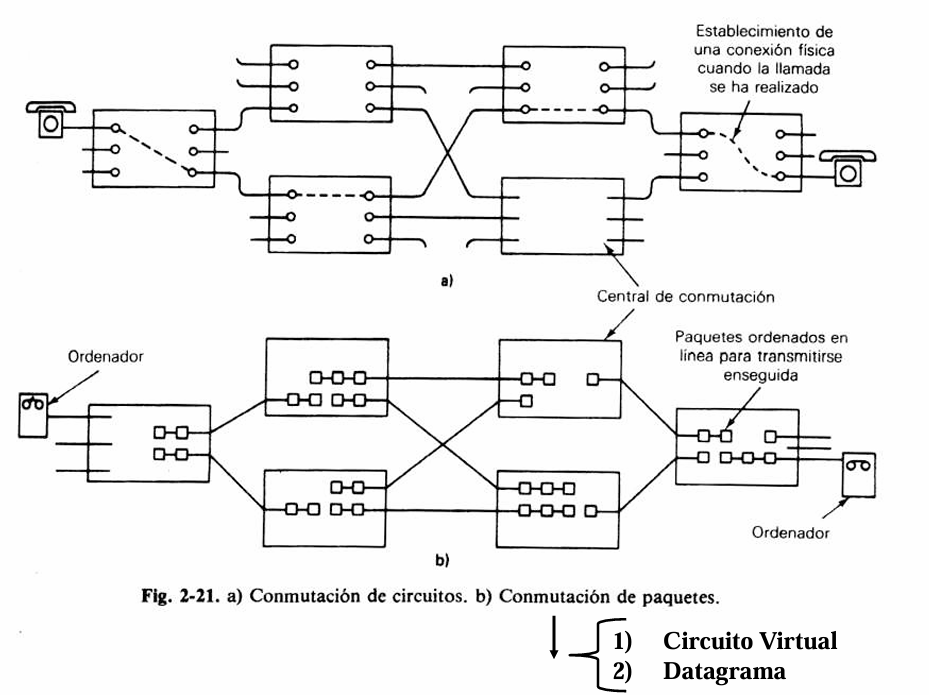 Establecimiento de
una conexión física
cuando la llamada
se ha realizado
a)
Central de conmutación
Ordenador
Paquetes ordenados en
línea para transmitirse
enseguida
Ordenador
b)
Fig. 2-21. a) Conmutación de circuitos. b) Conmutación de paquetes.
1) Circuito Virtual
2) Datagrama